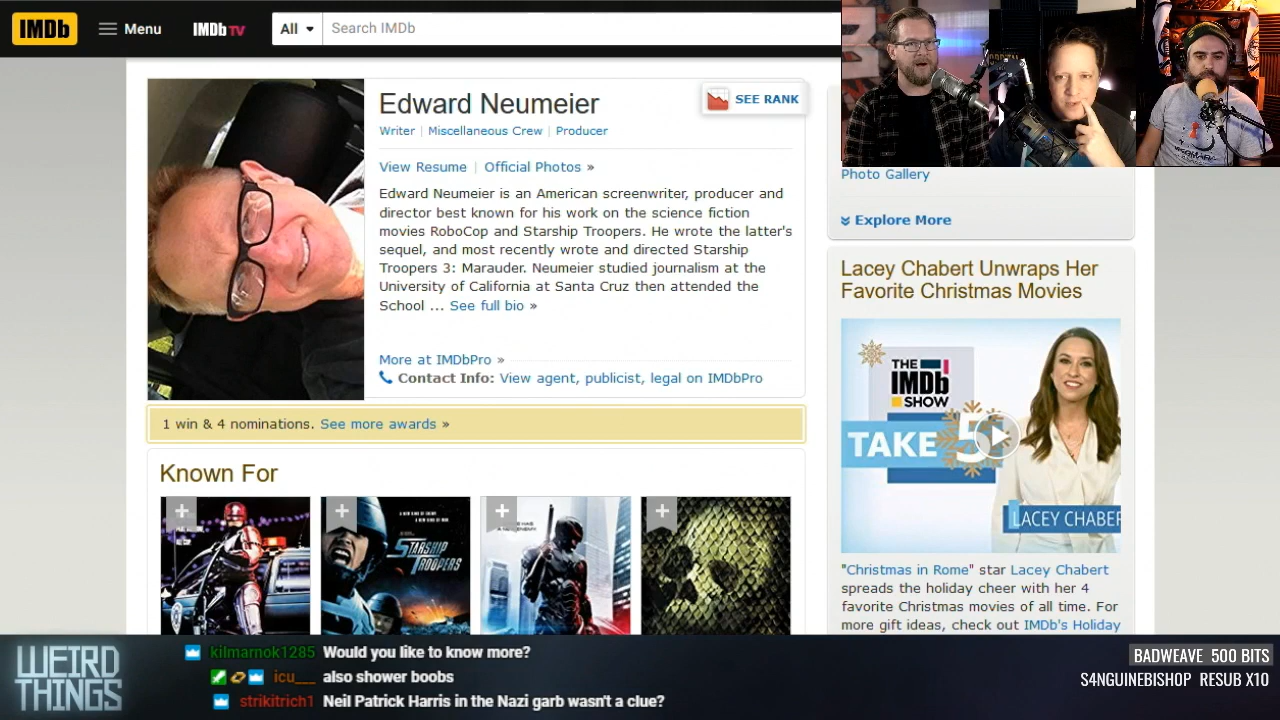 IMDb
Menu
IMDb TV
All
Search IMDb
Edward Neumeier
SEE RANK
Writer | Miscellaneous Crew | Producer
View Resume | Official Photos »
Edward Neumeier is an American screenwriter, producer and
director best known for his work on the science fiction
movies RoboCop and Starship Troopers. He wrote the latter's
sequel, and most recently wrote and directed Starship
Troopers 3: Marauder. Neumeier studied journalism at the
University of California at Santa Cruz then attended the
School ... See full bio »
More at IMDbPro »
Contact Info: View agent, publicist, legal on IMDbPro
1 win & 4 nominations. See more awards »
Known For
STARSHIP
TROOPERS
Photo Gallery
Explore More
Lacey Chabert Unwraps Her
Favorite Christmas Movies
THE
IMDb
SHOW
TAKE 5
LACEY CHABER
"Christmas in Rome" star Lacey Chabert
spreads the holiday cheer with her 4
favorite Christmas movies of all time. For
more gift ideas, check out IMDb's Holiday
WEIRD
THINGS
kilmarnok1285 Would you like to know more?
icu___ also shower boobs
strikitrich1 Neil Patrick Harris in the Nazi garb wasn't a clue?
BADWEAVE 500 BITS
S4NGUINEBISHOP RESUB X10